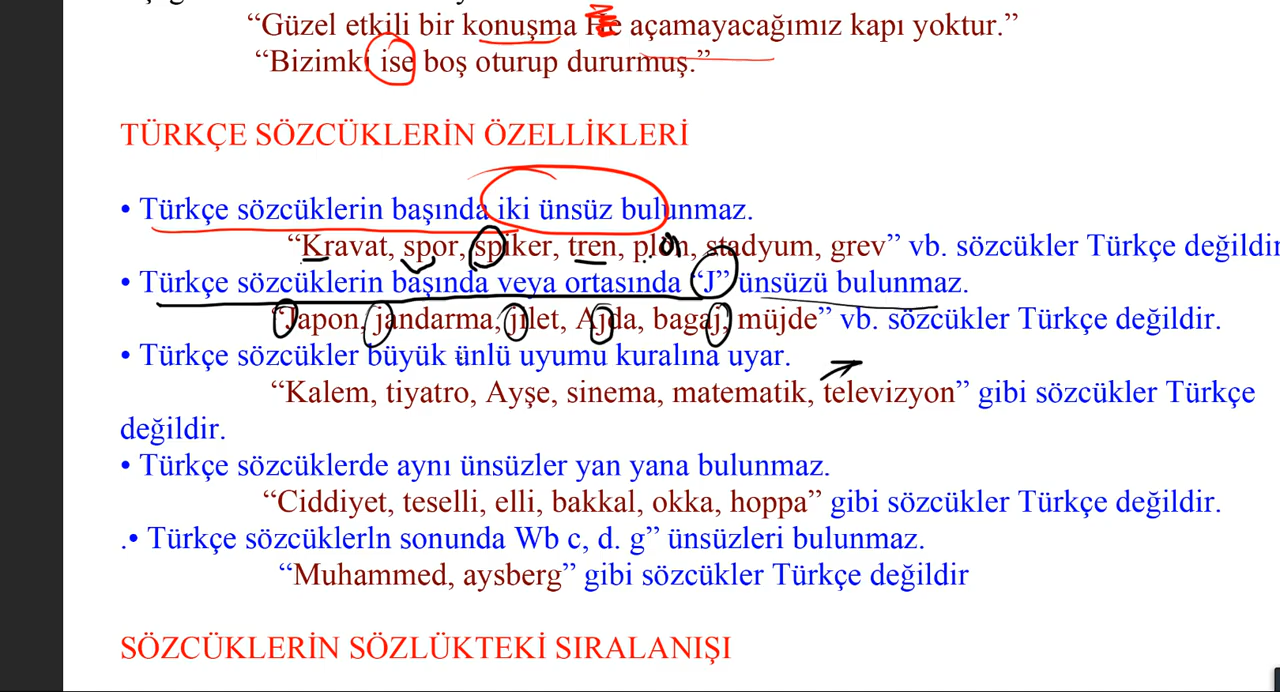 “Güzel etkili bir konuşma açamayacağımız kapı yoktur.”
“Bizimki ise boş oturup dururmuş.”
TÜRKÇE SÖZCÜKLERİN ÖZELLİKLERİ
• Türkçe sözcüklerin başında iki ünsüz bulunmaz.
“Kravat, spor, spiker, tren, plan, stadyum, grev” vb. sözcükler Türkçe değildir
• Türkçe sözcüklerin başında veya ortasında “J” ünsüzü bulunmaz.
“Japon, jandarma, jilet, Ajda, bagaj, müjde” vb. sözcükler Türkçe değildir.
• Türkçe sözcükler büyük ünlü uyumu kuralına uyar.
“Kalem, tiyatro, Ayşe, sinema, matematik, televizyon” gibi sözcükler Türkçe
değildir.
• Türkçe sözcüklerde aynı ünsüzler yan yana bulunmaz.
“Ciddiyet, teselli, elli, bakkal, okka, hoppa” gibi sözcükler Türkçe değildir.
.• Türkçe sözcüklerln sonunda Wb c, d. g” ünsüzleri bulunmaz.
“Muhammed, aysberg” gibi sözcükler Türkçe değildir
SÖZCÜKLERİN SÖZLÜKTEKİ SIRALANIŞI